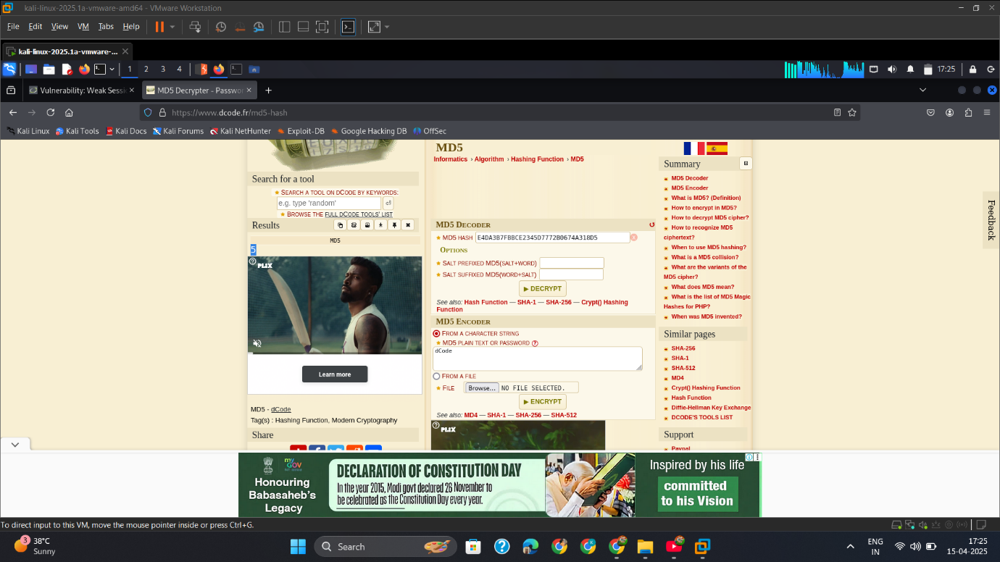 kali-linux-2025.1a-vmware-amd64 - VMware Workstation
File Edit View VM Tabs Help
kali-linux-2025.1a-vmware-...
1 2 3 4
17:25
Vulnerability: Weak Sessi
MD5 Decrypter - Passwo
https://www.dcode.fr/md5-hash
Kali Linux Kali Tools Kali Docs Kali Forums Kali NetHunter Exploit-DB Google Hacking DB OffSec
Search for a tool
SEARCH A TOOL ON DCODE BY KEYWORDS:
e.g. type 'random'
BROWSE THE FULL DCODE TOOLS' LIST
Results
MD5
5
PLIX
Learn more
MD5 - dCode
Tag(s) : Hashing Function, Modern Cryptography
Share
MD5
Informatics › Algorithm › Hashing Function › MD5
MD5 DECODER
MD5 HASH E4DA3B7FBBCE2345D7772B0674A318D5
OPTIONS
SALT PREFIXED MD5(SALT+WORD)
SALT SUFFIXED MD5(WORD+SALT)
▶ DECRYPT
See also: Hash Function — SHA-1 — SHA-256 — Crypt() Hashing
Function
MD5 ENCODER
FROM A CHARACTER STRING
MD5 PLAIN TEXT OR PASSWORD ?
dCode
FROM A FILE
FILE Browse... NO FILE SELECTED.
▶ ENCRYPT
See also: MD4 — SHA-1 — SHA-256 — SHA-512
PLIX
Summary
MD5 Decoder
MD5 Encoder
What is MD5? (Definition)
How to encrypt in MD5?
How to decrypt MD5 cipher?
How to recognize MD5
ciphertext?
When to use MD5 hashing?
What is a MD5 collision?
What are the variants of the
MD5 cipher?
What does MD5 mean?
What is the list of MD5 Magic
Hashes for PHP?
When was MD5 invented?
Similar pages
SHA-256
SHA-1
SHA-512
MD4
Crypt() Hashing Function
Hash Function
Diffie-Hellman Key Exchange
DCODE'S TOOLS LIST
Support
Paypal
Feedback
my
GOV
Honouring
Babasaheb's
Legacy
DECLARATION OF CONSTITUTION DAY
In the year 2015, Modi govt declared 26 November to
be celebrated as the Constitution Day every year.
Inspired by his life
committed
to his Vision
To direct input to this VM, move the mouse pointer inside or press Ctrl+G.
3
38°C
Sunny
Search
ENG
IN
17:25
15-04-2025